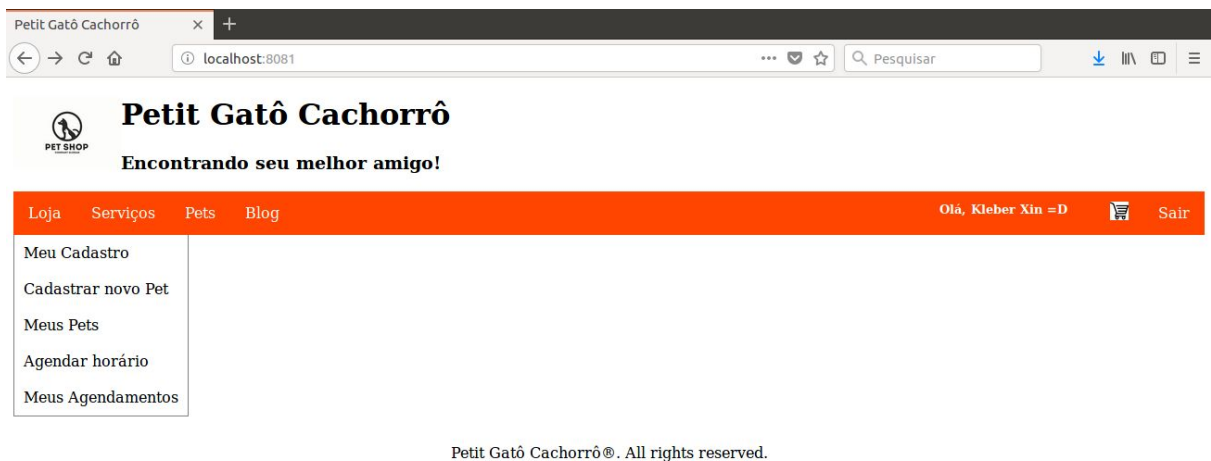 Petit Gatô Cachorrô
localhost:8081
Pesquisar
Petit Gatô Cachorrô
PET SHOP
Encontrando seu melhor amigo!
Loja Serviços Pets Blog Olá, Kleber Xin =D Sair
Meu Cadastro
Cadastrar novo Pet
Meus Pets
Agendar horário
Meus Agendamentos
Petit Gatô Cachorrô®. All rights reserved.